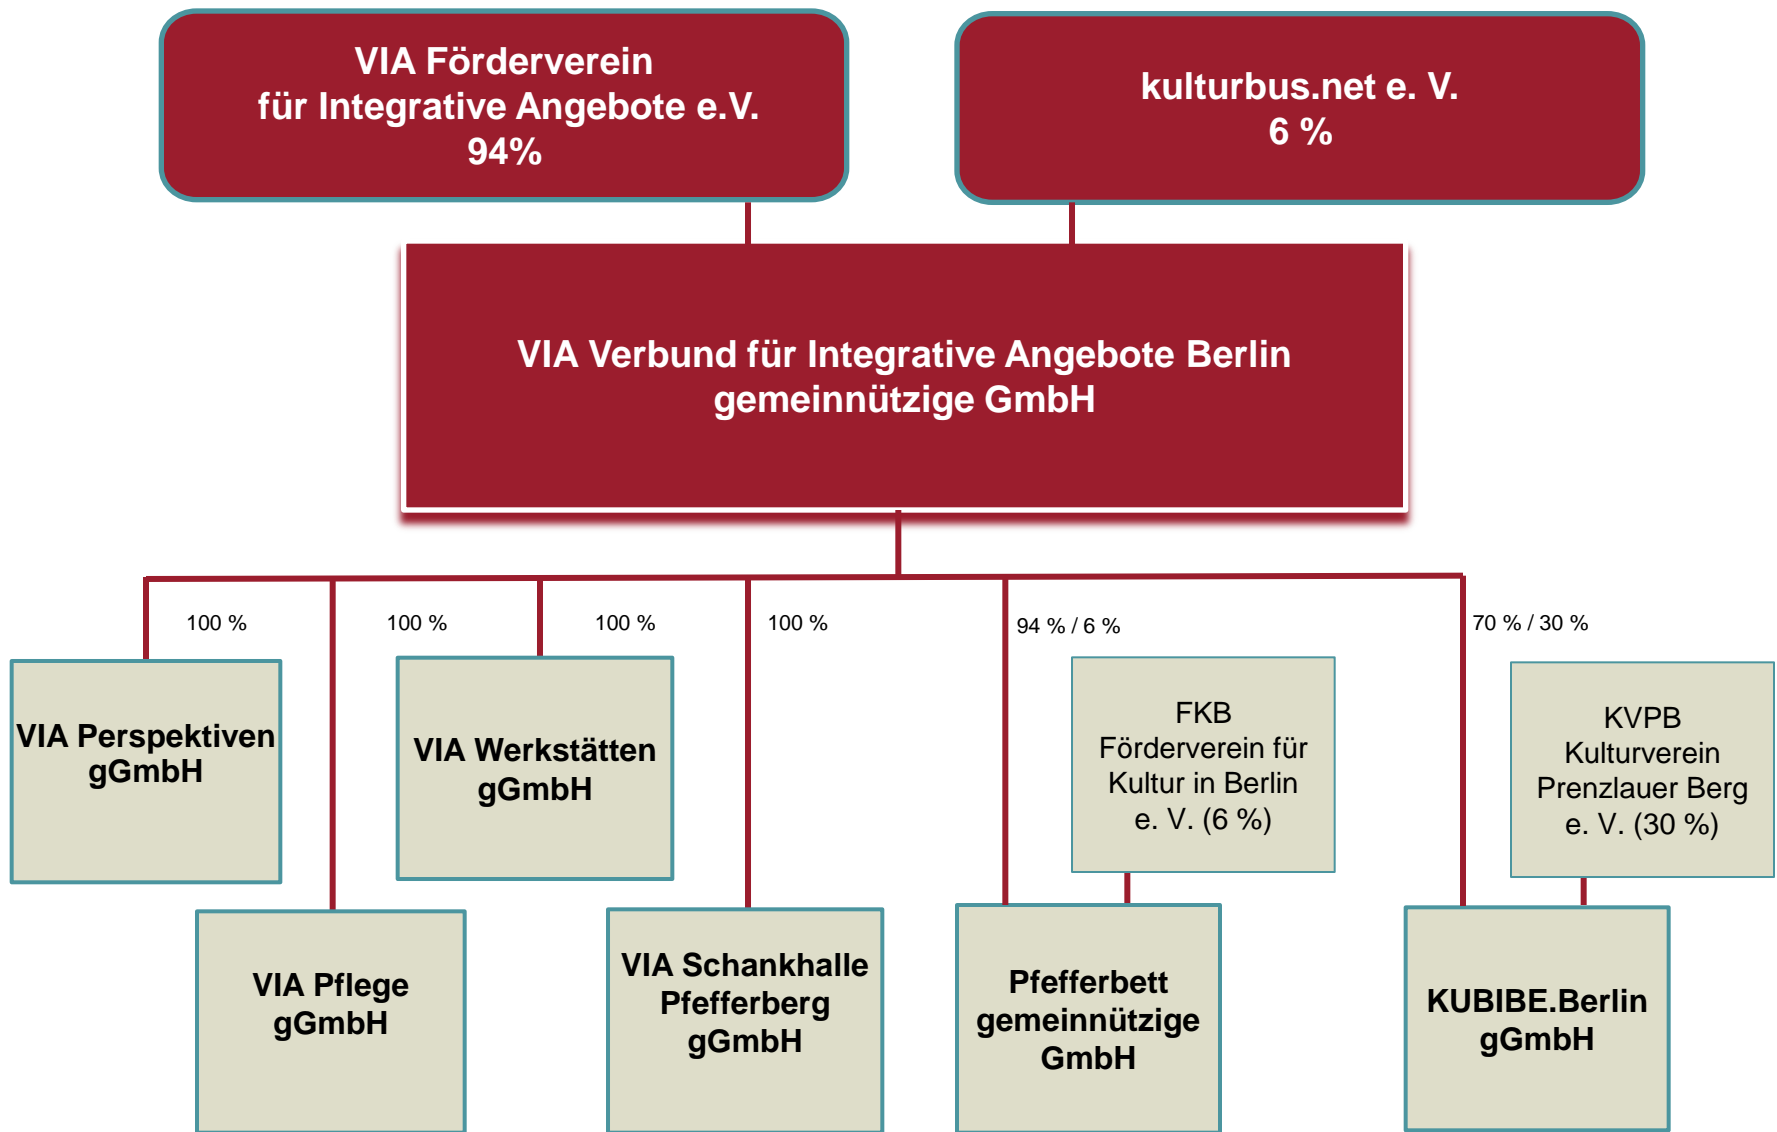 VIA Förderverein
für Integrative Angebote e.V.
94%
kulturbus.net e. V.
6 %
VIA Verbund für Integrative Angebote Berlin
gemeinnützige GmbH
100 %
100 %
100 %
100 %
94 % / 6 %
70 % / 30 %
VIA Perspektiven
gGmbH
VIA Werkstätten
gGmbH
FKB
Förderverein für
Kultur in Berlin
e. V. (6 %)
KVPB
Kulturverein
Prenzlauer Berg
e. V. (30 %)
VIA Pflege
gGmbH
VIA Schankhalle
Pfefferberg
gGmbH
Pfefferbett
gemeinnützige
GmbH
KUBIBE.Berlin
gGmbH